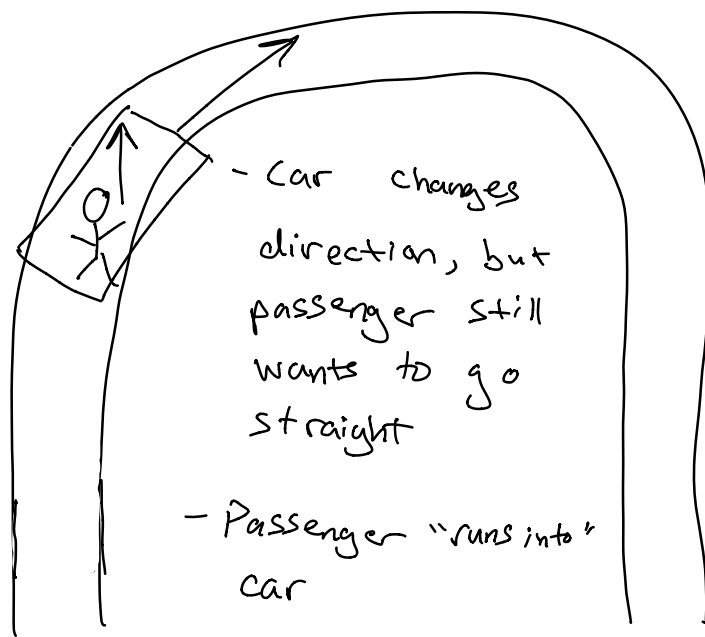 - Car changes
direction, but
passenger still
wants to go
straight
- Passenger "runs into"
car